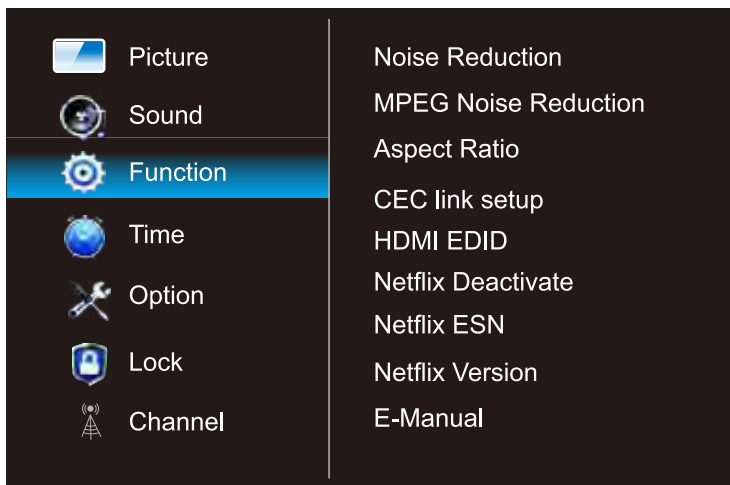 Picture
Sound
Function
Time
Option
Lock
Channel
Noise Reduction
MPEG Noise Reduction
Aspect Ratio
CEC link setup
HDMI EDID
Netflix Deactivate
Netflix ESN
Netflix Version
E-Manual